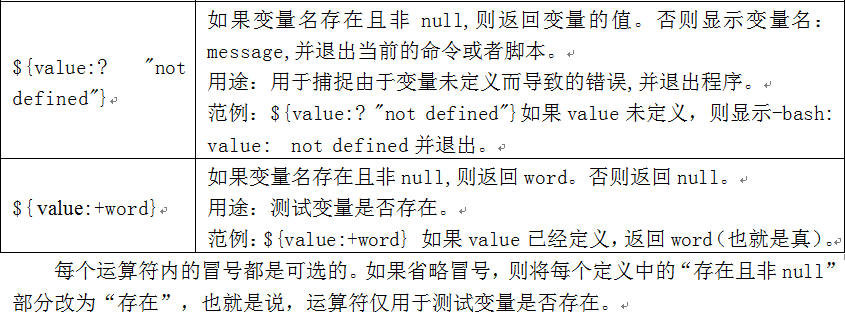 ${value:? "not
defined"}
如果变量名存在且非 null,则返回变量的值。否则显示变量名:
message,并退出当前的命令或者脚本。
用途: 用于捕捉由于变量未定义而导致的错误,并退出程序。
范例: ${value:? "not defined"}如果 value 未定义, 则显示-bash:
value: not defined 并退出。
${value:+word}
如果变量名存在且非 null,则返回 word。否则返回 null。
用途: 测试变量是否存在。
范例:${value:+word} 如果 value 已经定义,返回 word(也就是真)。
每个运算符内的冒号都是可选的。如果省略冒号,则将每个定义中的“存在且非 null”
部分改为“存在”, 也就是说, 运算符仅用于测试变量是否存在。